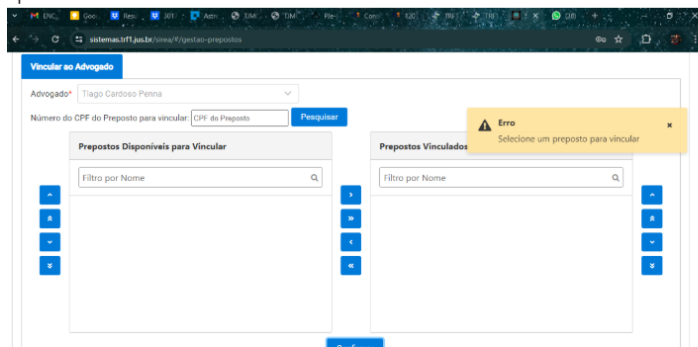 sistemas.trf1.jus.br/sirea/#/gestao-prepostos
Vincular ao Advogado
Advogado* Tiago Cardoso Penna
Número do CPF do Preposto para vincular: CPF do Preposto Pesquisar
Erro
Selecione um preposto para vincular
Prepostos Disponíveis para Vincular
Prepostos Vinculados
Filtro por Nome
Filtro por Nome